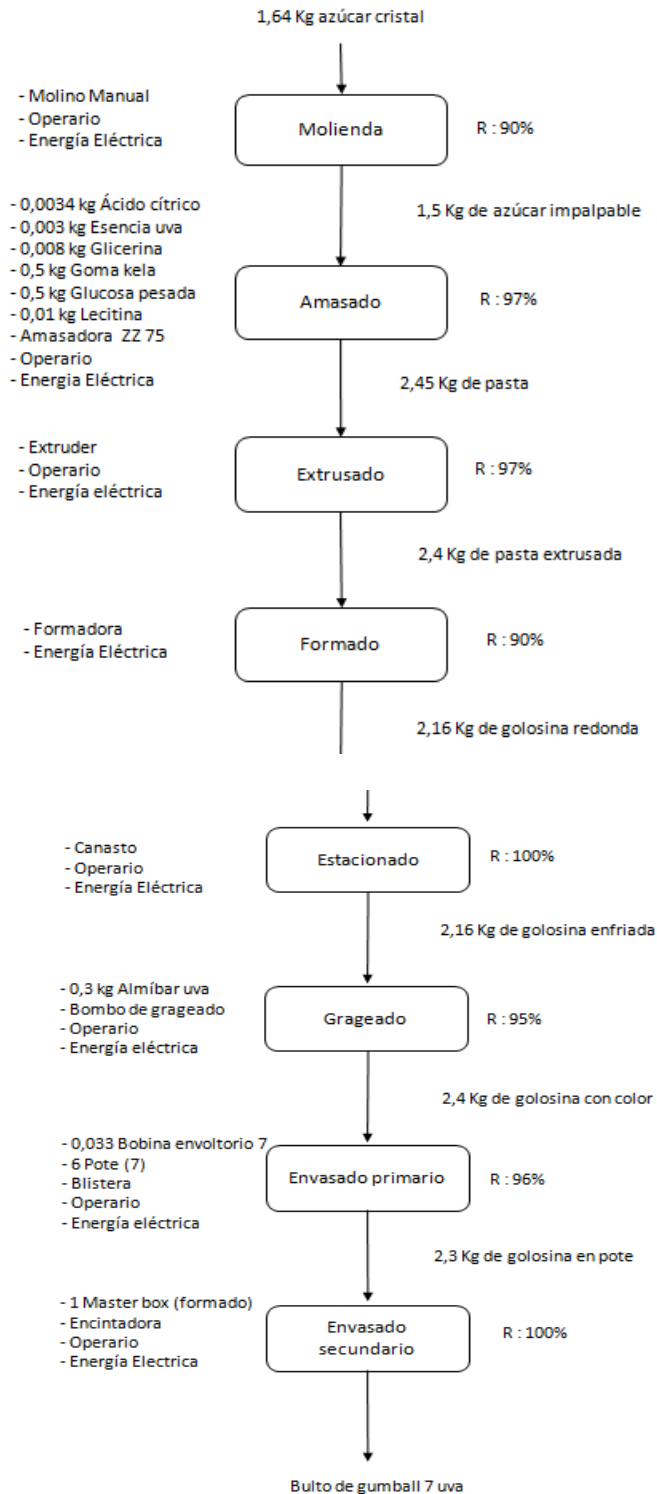 1,64 Kg azúcar cristal
- Molino Manual
- Operario
- Energía Eléctrica
Molienda
R : 90%
1,5 Kg de azúcar impalpable
- 0,0034 kg Ácido cítrico
- 0,003 kg Esencia uva
- 0,008 kg Glicerina
- 0,5 kg Goma kela
- 0,5 kg Glucosa pesada
- 0,01 kg Lecitina
- Amasadora ZZ 75
- Operario
- Energia Eléctrica
Amasado
R : 97%
2,45 Kg de pasta
- Extruder
- Operario
- Energía eléctrica
Extrusado
R : 97%
2,4 Kg de pasta extrusada
- Formadora
- Energía Eléctrica
Formado
R : 90%
2,16 Kg de golosina redonda
- Canasto
- Operario
- Energía Eléctrica
Estacionado
R : 100%
2,16 Kg de golosina enfriada
- 0,3 kg Almíbar uva
- Bombo de grageado
- Operario
- Energía eléctrica
Grageado
R : 95%
2,4 Kg de golosina con color
- 0,033 Bobina envoltorio 7
- 6 Pote (7)
- Blistera
- Operario
- Energía eléctrica
Envasado primario
R : 96%
2,3 Kg de golosina en pote
- 1 Master box (formado)
- Encintadora
- Operario
- Energía Electrica
Envasado
secundario
R : 100%
Bulto de gumball 7 uva